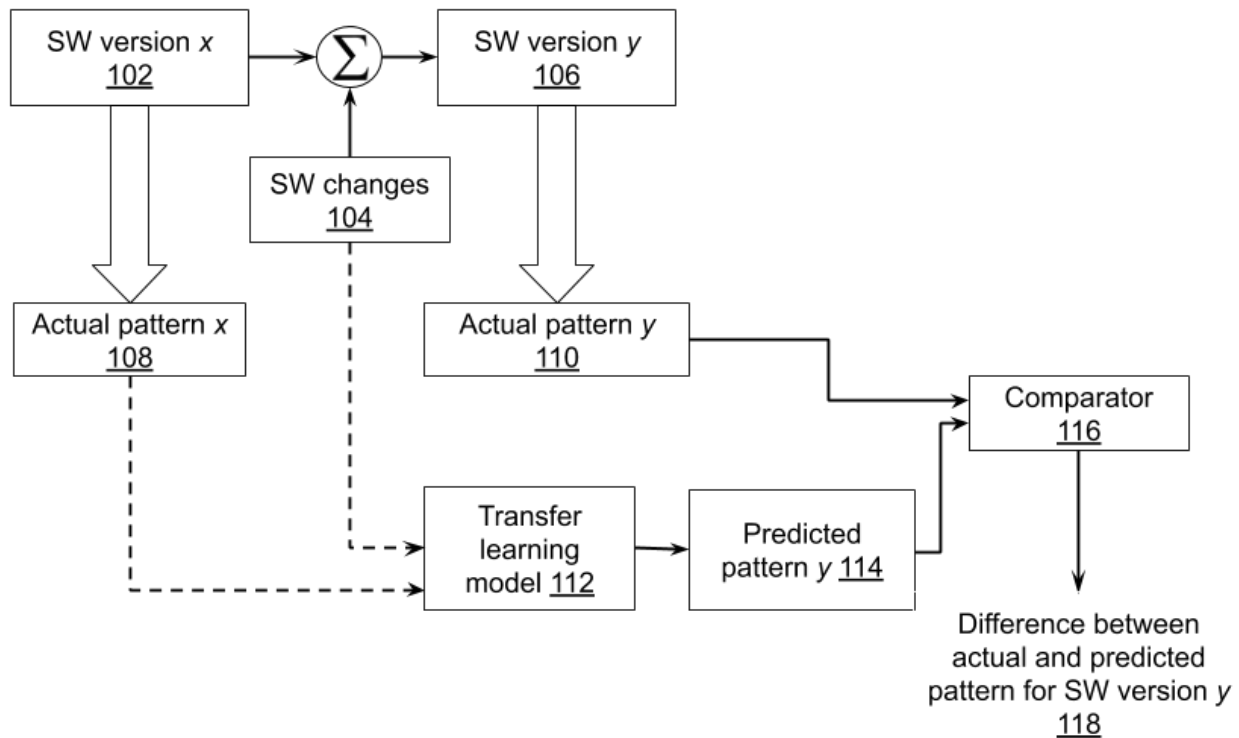 SW version x
102
Σ
SW version y
106
SW changes
104
Actual pattern x
108
Actual pattern y
110
Comparator
116
Transfer
learning
model 112
Predicted
pattern y 114
Difference between
actual and predicted
pattern for SW version y
118